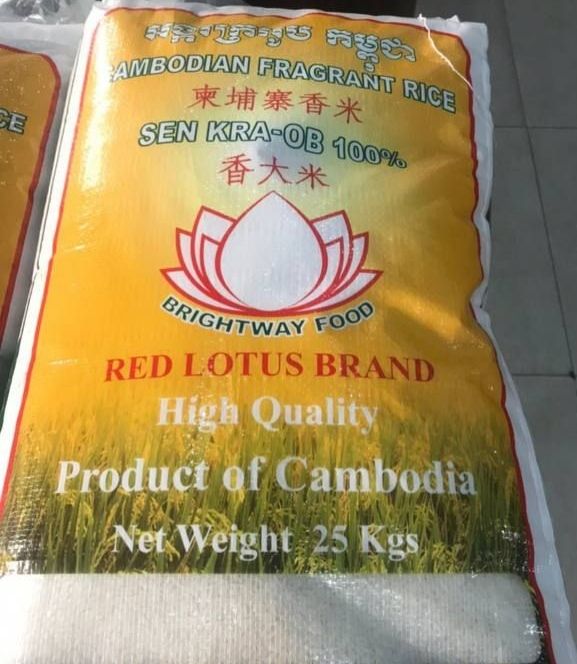 អង្ករក្រអូប កម្ពុជា
CAMBODIAN FRAGRANT RICE
柬埔寨香米
SEN KRA-OB 100%
香大米
BRIGHTWAY FOOD
RED LOTUS BRAND
High Quality
Product of Cambodia
Net Weight 25 Kgs
CE